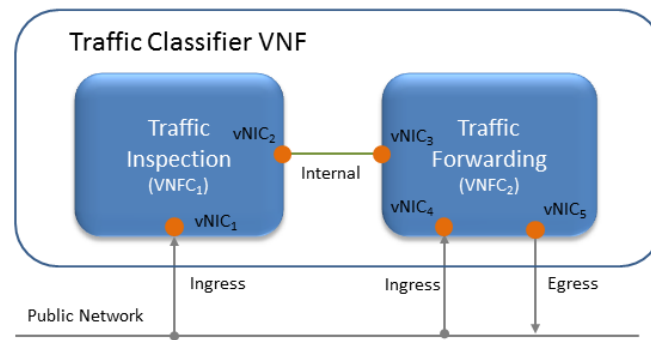 Traffic Classifier VNF
Traffic
Inspection
(VNFC₁)
vNIC₂
vNIC₁
Internal
vNIC₃
Traffic
Forwarding
(VNFC₂)
vNIC₄
vNIC₅
Ingress
Ingress
Egress
Public Network